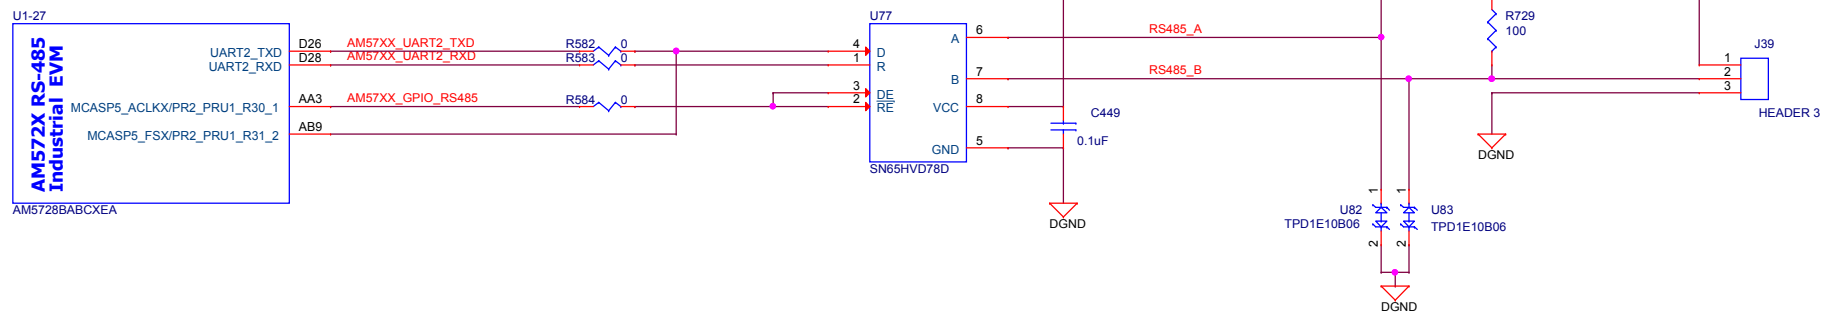 U1-27
AM572X RS-485
Industrial EVM
UART2_TXD
UART2_RXD
MCASP5_ACLKX/PR2_PRU1_R30_1
MCASP5_FSX/PR2_PRU1_R31_2
AM5728BABCXEA
D26
D28
AA3
AB9
AM57XX_UART2_TXD
AM57XX_UART2_RXD
AM57XX_GPIO_RS485
R582 0
R583 0
R584 0
U77
4 D
1 R
3 DE
2 RE
A 6
B 7
VCC 8
GND 5
SN65HVD78D
RS485_A
RS485_B
C449
0.1uF
DGND
R729
100
J39
1
2
3
HEADER 3
DGND
1
1
U82
TPD1E10B06
U83
TPD1E10B06
2
2
DGND